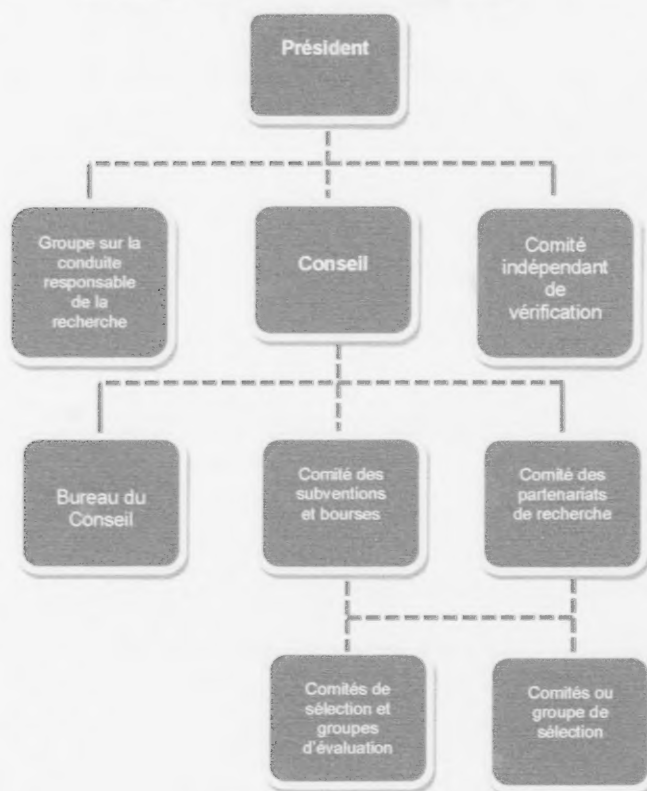 Président
Groupe sur la
conduite
responsable
de la
recherche
Conseil
Comité
indépendant
de
vérification
Bureau du
Conseil
Comité des
subventions
et bourses
Comité des
partenariats
de recherche
Comités de
sélection et
groupes
d'évaluation
Comités ou
groupe de
sélection